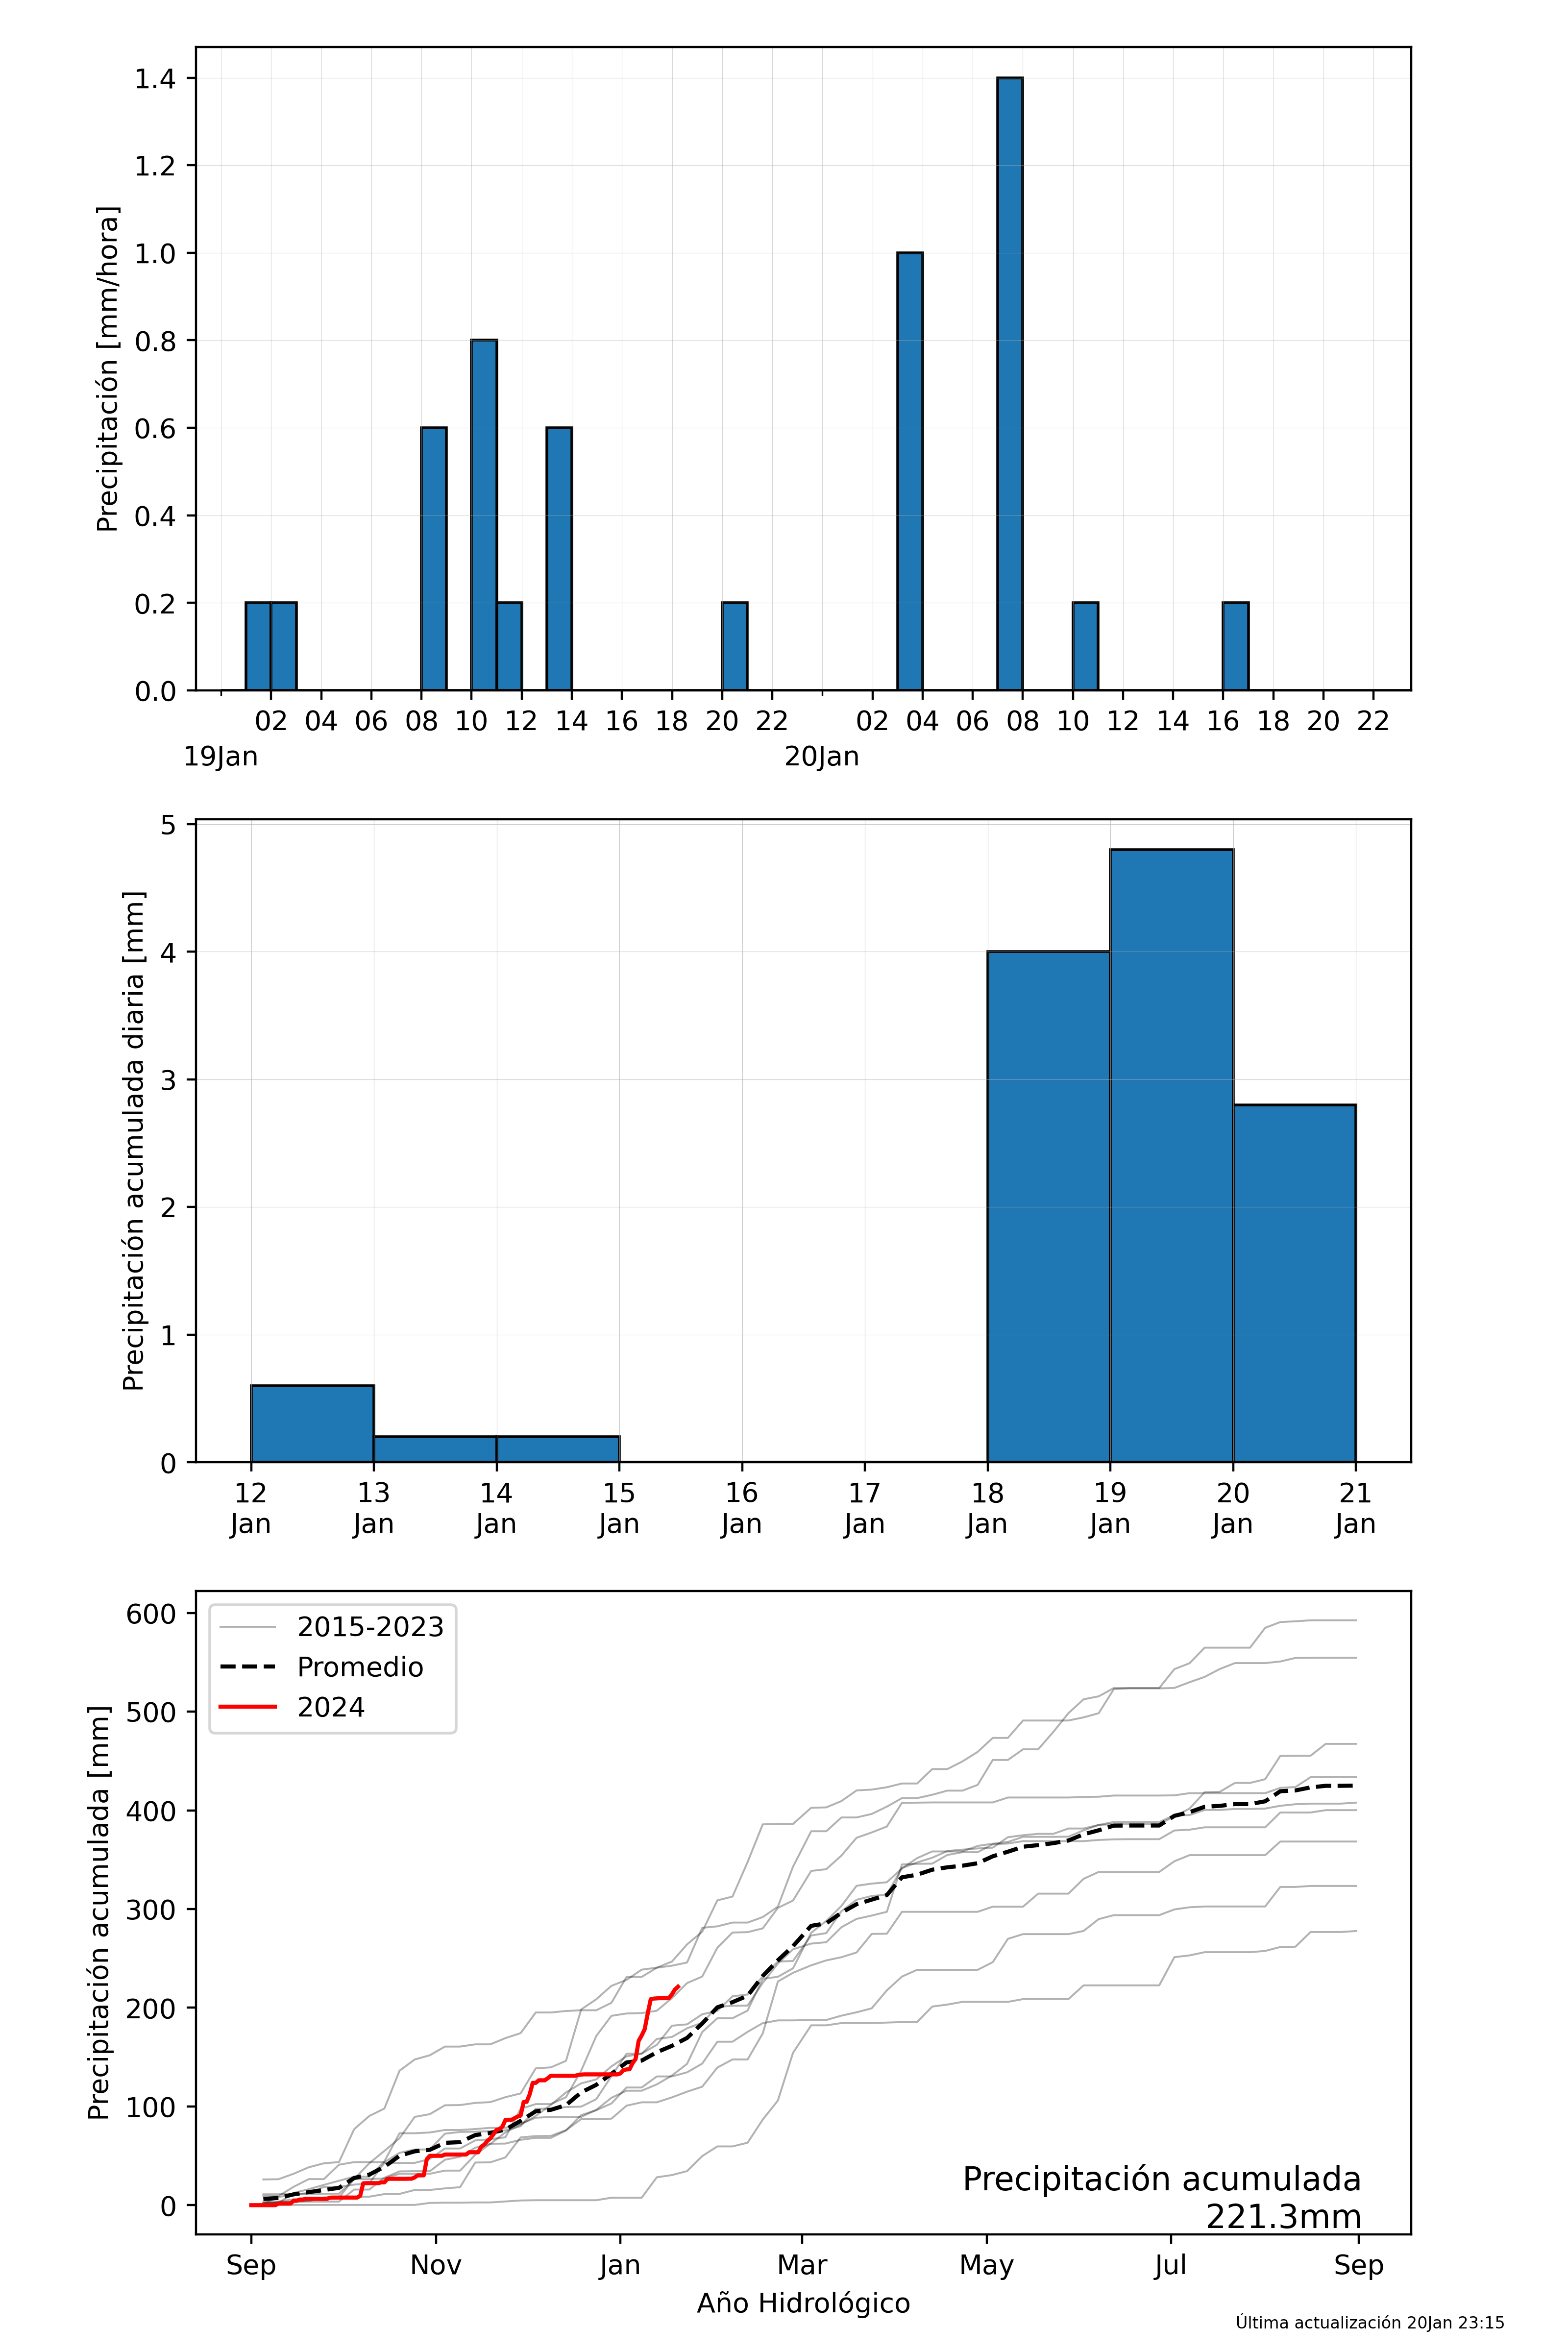 Precipitación [mm/hora]
1.4
1.2
1.0
0.8
0.6
0.4
0.2
0.0
02 04 06 08 10 12 14 16 18 20 22 02 04 06 08 10 12 14 16 18 20 22
19Jan 20Jan
Precipitación acumulada diaria [mm]
5
4
3
2
1
0
12 13 14 15 16 17 18 19 20 21
Jan Jan Jan Jan Jan Jan Jan Jan Jan Jan
Precipitación acumulada [mm]
600
500
400
300
200
100
0
2015-2023
Promedio
2024
Precipitación acumulada
221.3mm
Sep Nov Jan Mar May Jul Sep
Año Hidrológico
Última actualización 20Jan 23:15